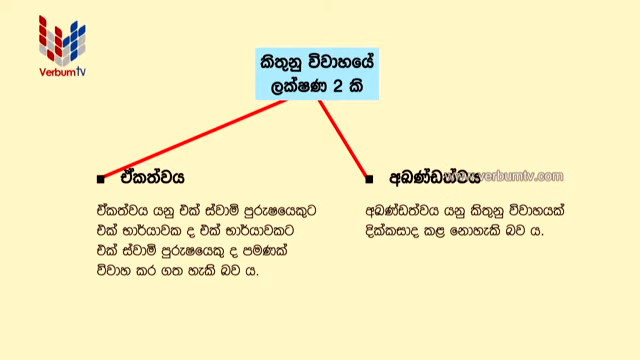 VerbumTV
කිතුනු විවාහයේ
ලක්ෂණ 2 කි
ඒකත්වය
ඒකත්වය යනු එක් ස්වාමි පුරුෂයෙකුට
එක් භාර්යාවක ද එක් භාර්යාවකට
එක් ස්වාමි පුරුෂයෙකු ද පමණක්
විවාහ කර ගත හැකි බව ය.
අඛණ්ඩත්වය
www.verbumtv.com
අඛණ්ඩත්වය යනු කිතුනු විවාහයක්
දික්කසාද කළ නොහැකි බව ය.